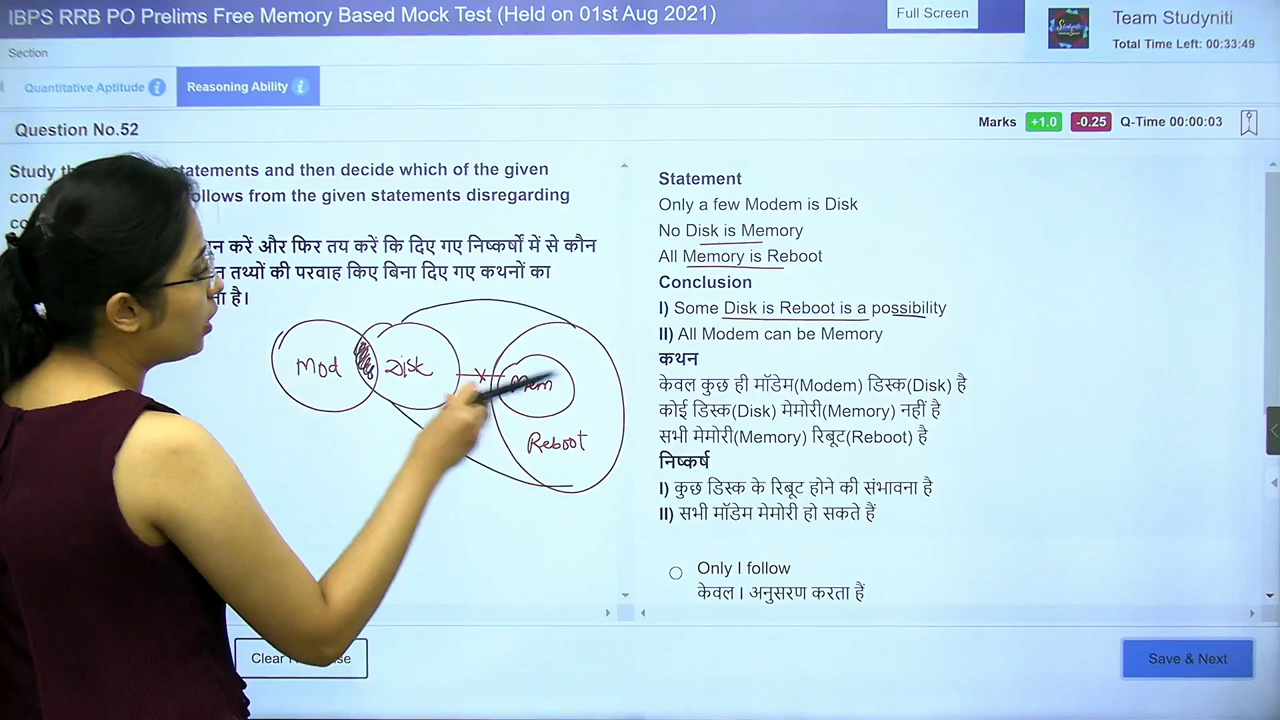 IBPS RRB PO Prelims Free Memory Based Mock Test (Held on 01st Aug 2021)
Full Screen
Studyniti
Team Studyniti
Total Time Left: 00:33:49
Section
Quantitative Aptitude i
Reasoning Ability i
Question No.52
Marks +1.0 -0.25 Q-Time 00:00:03
Study statements and then decide which of the given
follows from the given statements disregarding
करें और फिर तय करें कि दिए गए निष्कर्षों में से कौन
तथ्यों की परवाह किए बिना दिए गए कथनों का
है।
Mod Disk Mem
Reboot
Statement
Only a few Modem is Disk
No Disk is Memory
All Memory is Reboot
Conclusion
I) Some Disk is Reboot is a possibility
II) All Modem can be Memory
कथन
केवल कुछ ही मॉडेम(Modem) डिस्क(Disk) है
कोई डिस्क(Disk) मेमोरी(Memory) नहीं है
सभी मेमोरी(Memory) रिबूट(Reboot) है
निष्कर्ष
I) कुछ डिस्क के रिबूट होने की संभावना है
II) सभी मॉडेम मेमोरी हो सकते हैं
Only I follow
केवल I अनुसरण करता हैं
Clear
Save & Next